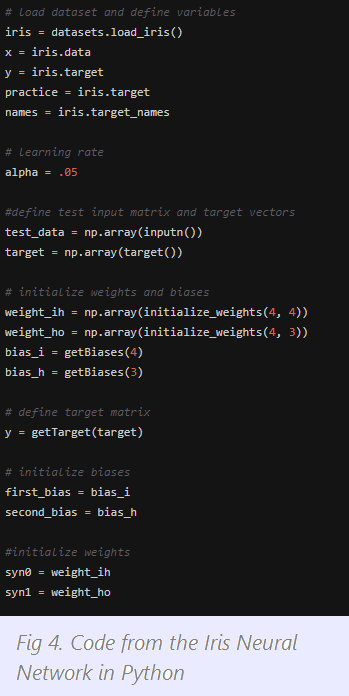 # load dataset and define variables
iris = datasets.load_iris()
x = iris.data
y = iris.target
practice = iris.target
names = iris.target_names
# learning rate
alpha = .05
#define test input matrix and target vectors
test_data = np.array(inputn())
target = np.array(target())
# initialize weights and biases
weight_ih = np.array(initialize_weights(4, 4))
weight_ho = np.array(initialize_weights(4, 3))
bias_i = getBiases(4)
bias_h = getBiases(3)
# define target matrix
y = getTarget(target)
# initialize biases
first_bias = bias_i
second_bias = bias_h
#initialize weights
syn0 = weight_ih
syn1 = weight_ho
Fig 4. Code from the Iris Neural
Network in Python